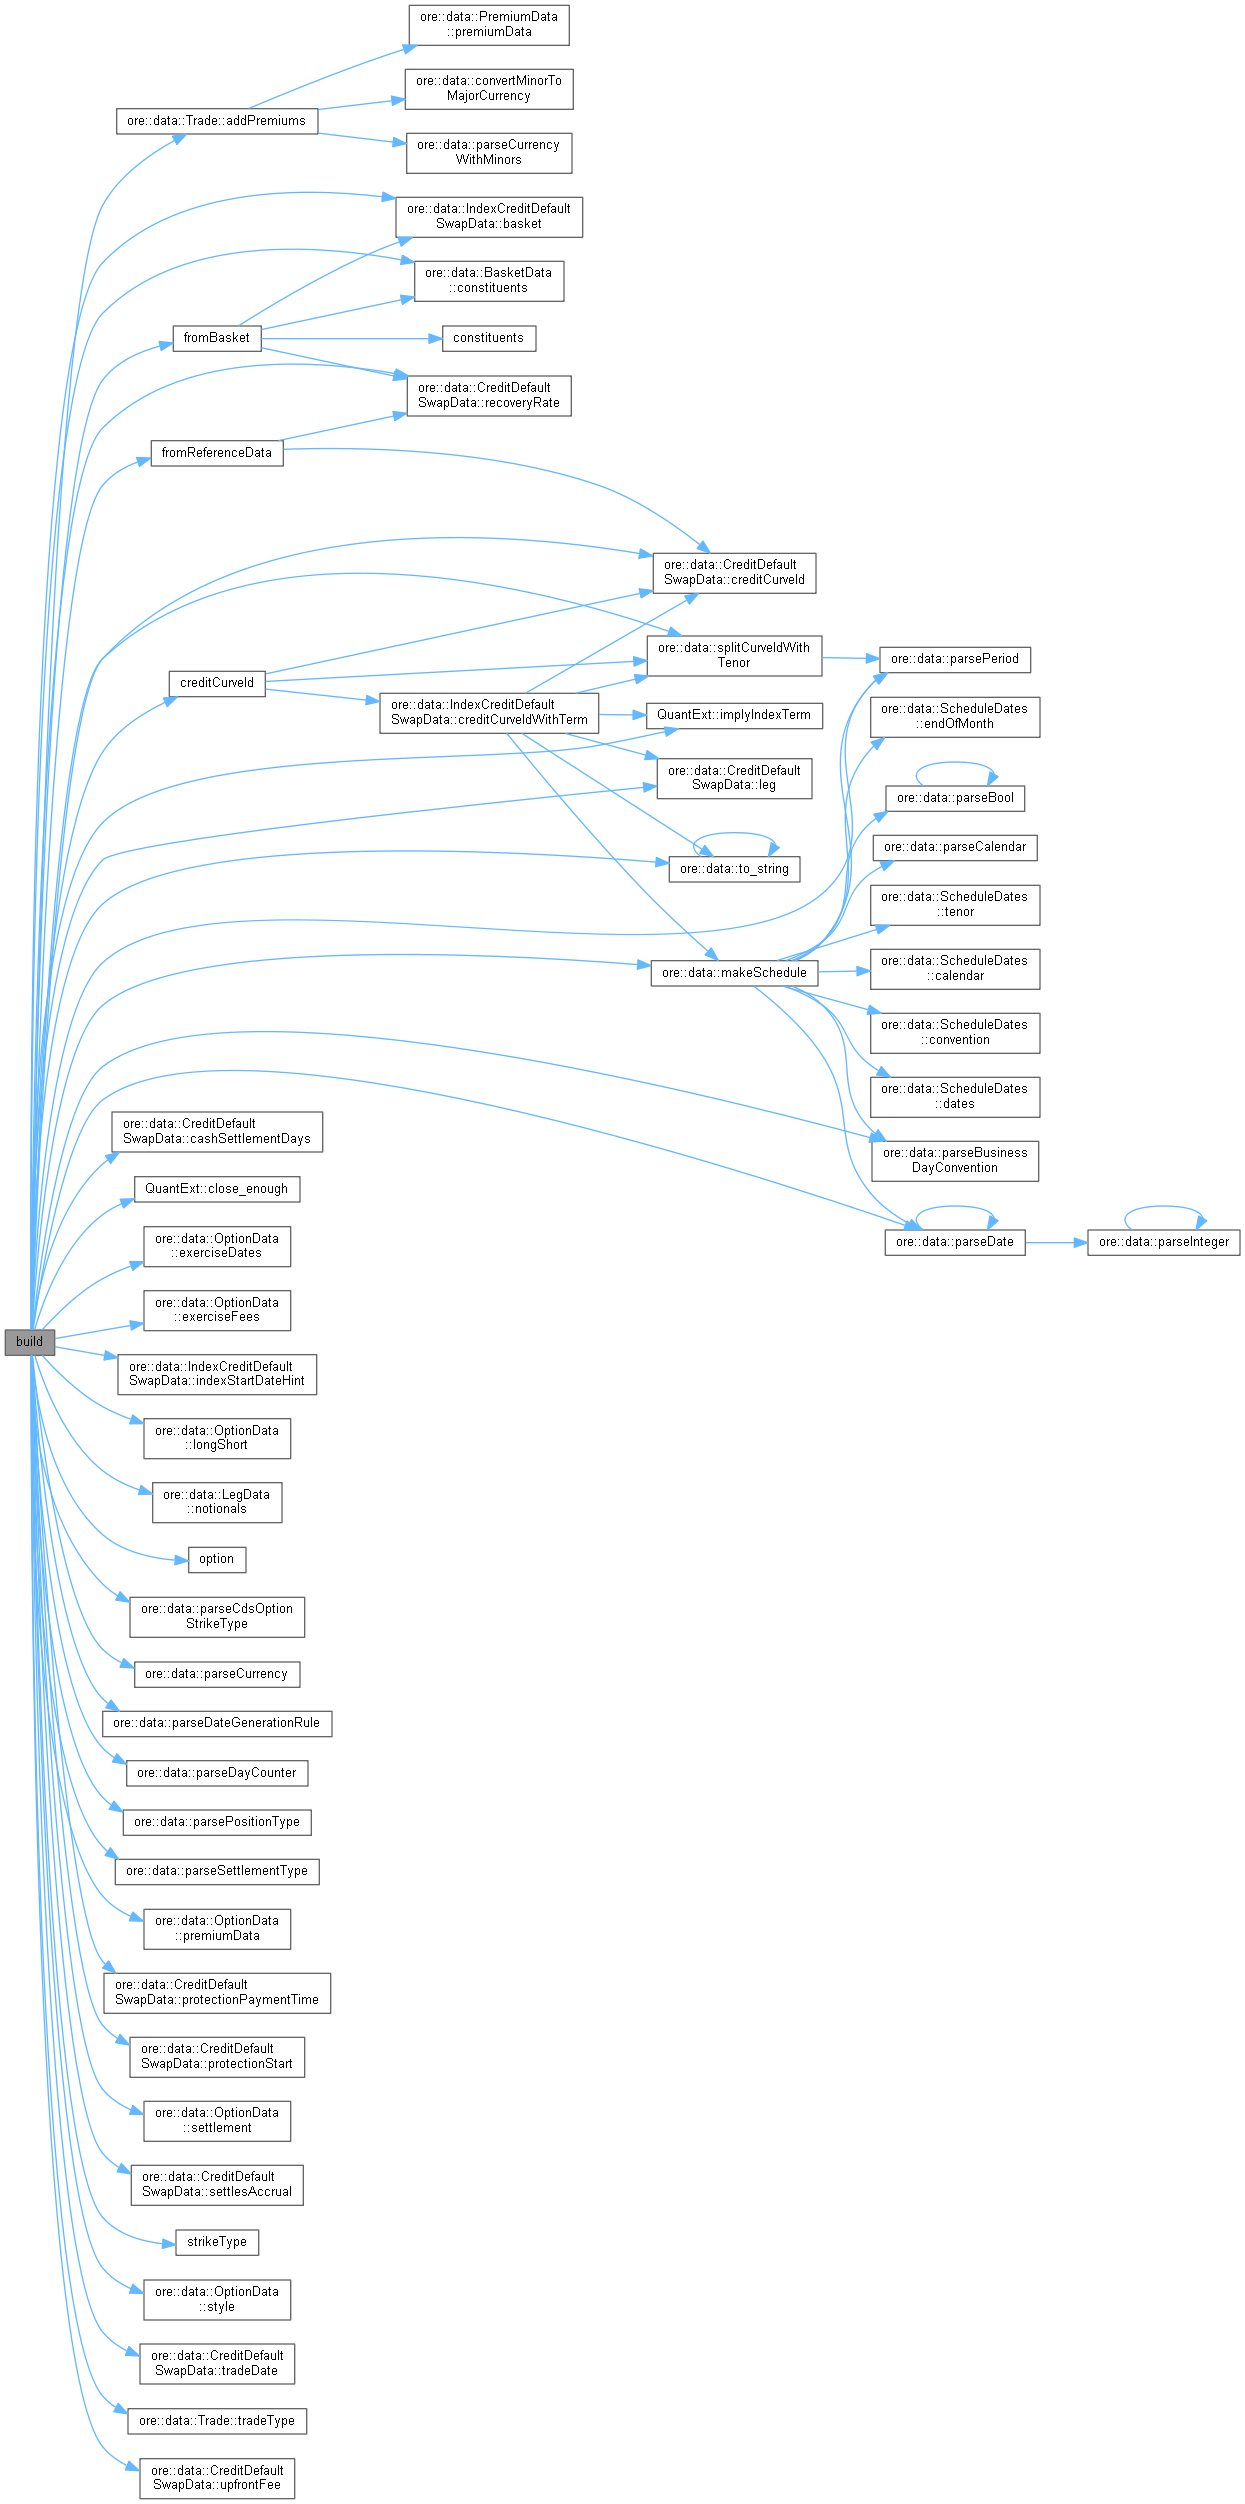 ore::data::PremiumData
::premiumData
ore::data::convertMinorTo
MajorCurrency
ore::data::Trade::addPremiums
ore::data::parseCurrency
WithMinors
ore::data::IndexCreditDefault
SwapData::basket
ore::data::BasketData
::constituents
fromBasket
constituents
ore::data::CreditDefault
SwapData::recoveryRate
fromReferenceData
ore::data::CreditDefault
SwapData::creditCurveId
ore::data::splitCurveIdWith
Tenor
ore::data::parsePeriod
creditCurveId
ore::data::IndexCreditDefault
SwapData::creditCurveIdWithTerm
QuantExt::implyIndexTerm
ore::data::ScheduleDates
::endOfMonth
ore::data::CreditDefault
SwapData::leg
ore::data::parseBool
ore::data::parseCalendar
ore::data::to_string
ore::data::ScheduleDates
::tenor
ore::data::makeSchedule
ore::data::ScheduleDates
::calendar
ore::data::ScheduleDates
::convention
ore::data::ScheduleDates
::dates
ore::data::CreditDefault
SwapData::cashSettlementDays
ore::data::parseBusiness
DayConvention
QuantExt::close_enough
ore::data::OptionData
::exerciseDates
ore::data::parseDate
ore::data::parseInteger
ore::data::OptionData
::exerciseFees
build
ore::data::IndexCreditDefault
SwapData::indexStartDateHint
ore::data::OptionData
::longShort
ore::data::LegData
::notionals
option
ore::data::parseCdsOption
StrikeType
ore::data::parseCurrency
ore::data::parseDateGenerationRule
ore::data::parseDayCounter
ore::data::parsePositionType
ore::data::parseSettlementType
ore::data::OptionData
::premiumData
ore::data::CreditDefault
SwapData::protectionPaymentTime
ore::data::CreditDefault
SwapData::protectionStart
ore::data::OptionData
::settlement
ore::data::CreditDefault
SwapData::settlesAccrual
strikeType
ore::data::OptionData
::style
ore::data::CreditDefault
SwapData::tradeDate
ore::data::Trade::tradeType
ore::data::CreditDefault
SwapData::upfrontFee